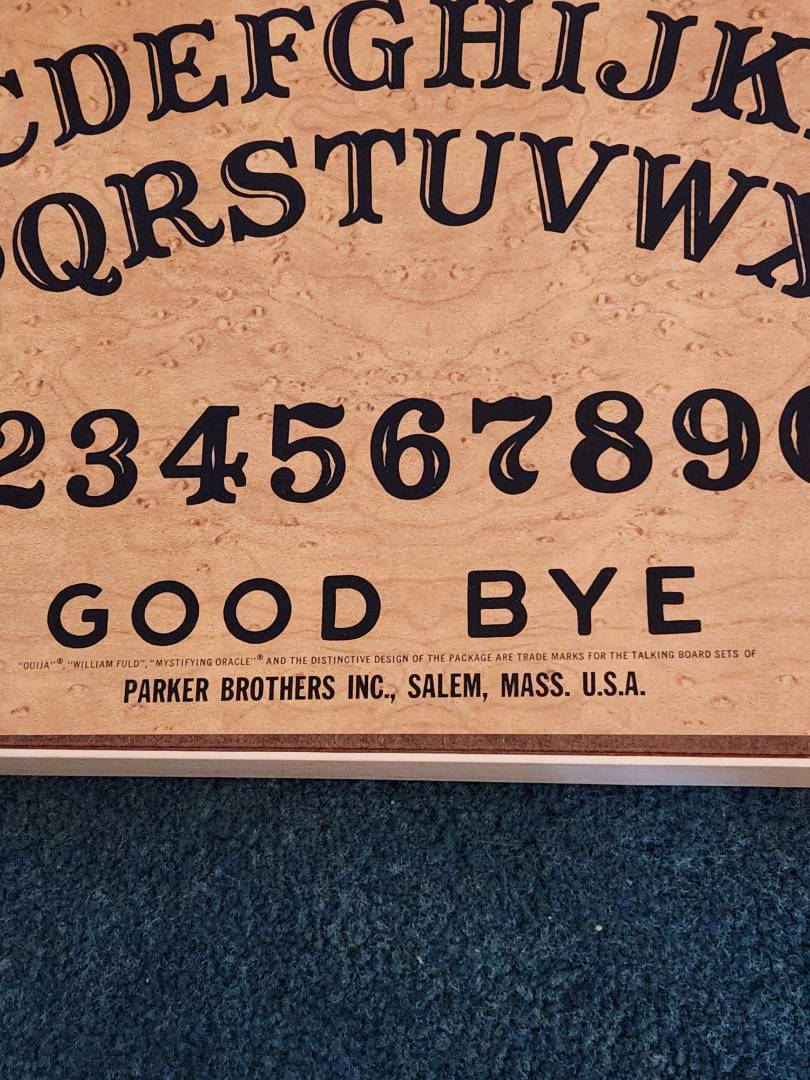 CDEFGHIJK
QRSTUVWX
234567890
GOOD BYE
"OUIJA"®, "WILLIAM FULD", "MYSTIFYING ORACLE"® AND THE DISTINCTIVE DESIGN OF THE PACKAGE ARE TRADE MARKS FOR THE TALKING BOARD SETS OF
PARKER BROTHERS INC., SALEM, MASS. U.S.A.